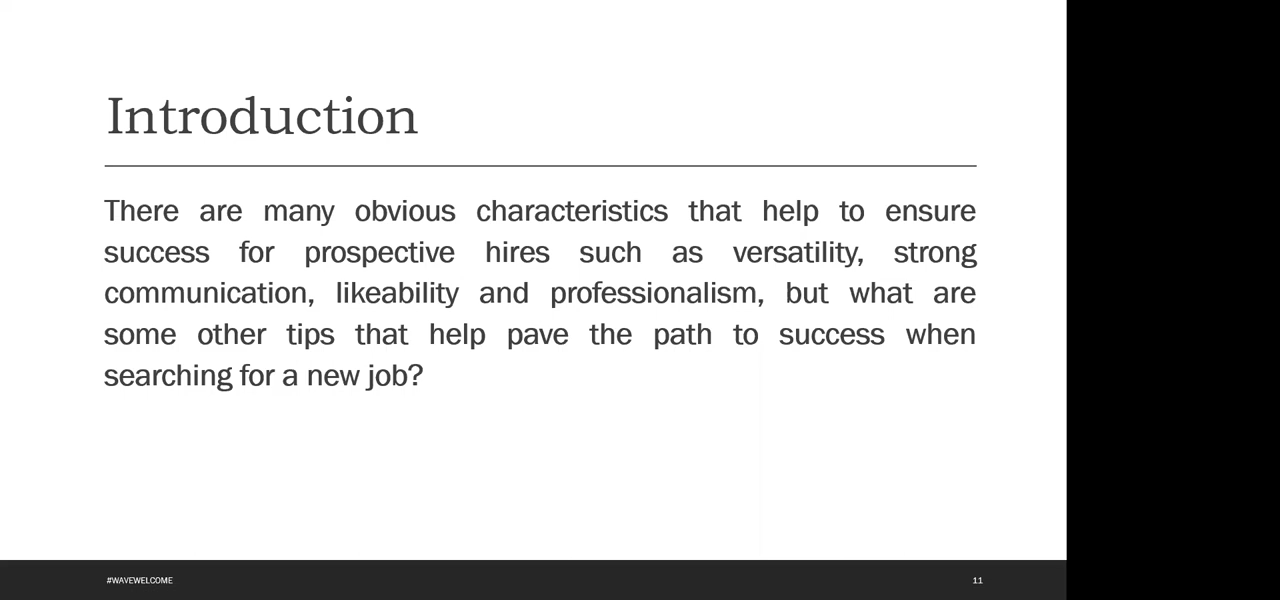 Introduction
There are many obvious characteristics that help to ensure
success for prospective hires such as versatility, strong
communication, likeability and professionalism, but what are
some other tips that help pave the path to success when
searching for a new job?
#WAVEWELCOME
11